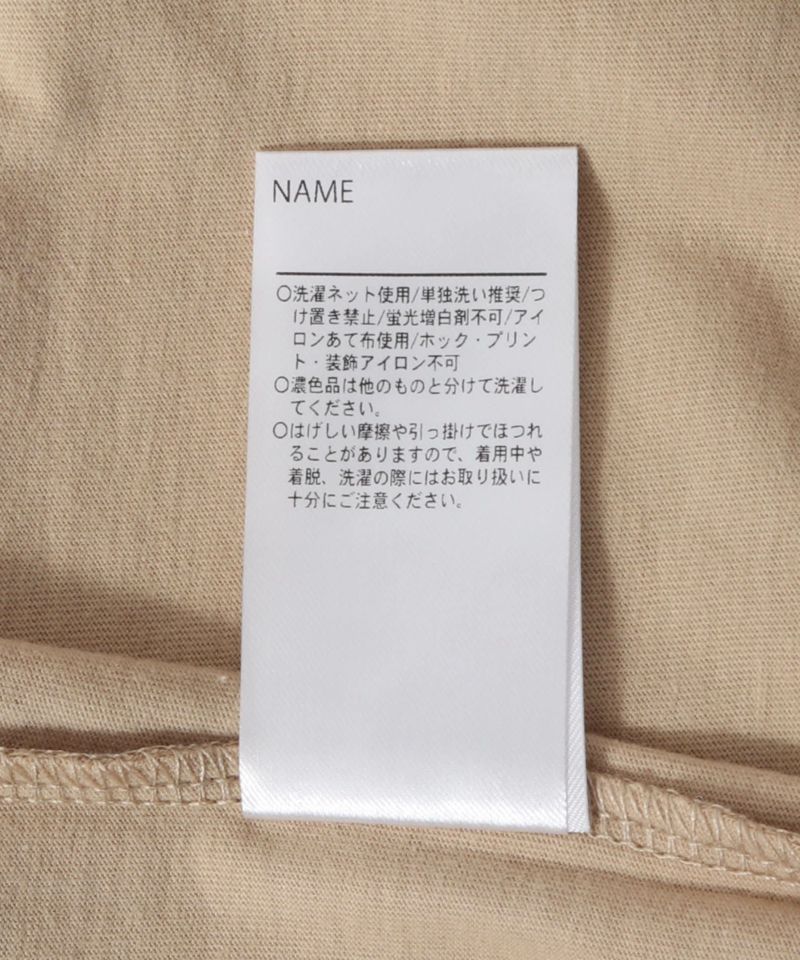 NAME
○洗濯ネット使用/単独洗い推奨/つ
け置き禁止/蛍光増白剤不可/アイ
ロンあて布使用/ホック・プリン
ト・装飾アイロン不可
○濃色品は他のものと分けて洗濯し
てください。
○はげしい摩擦や引っ掛けでほつれ
ることがありますので、着用中や
着脱、洗濯の際にはお取り扱いに
十分にご注意ください。